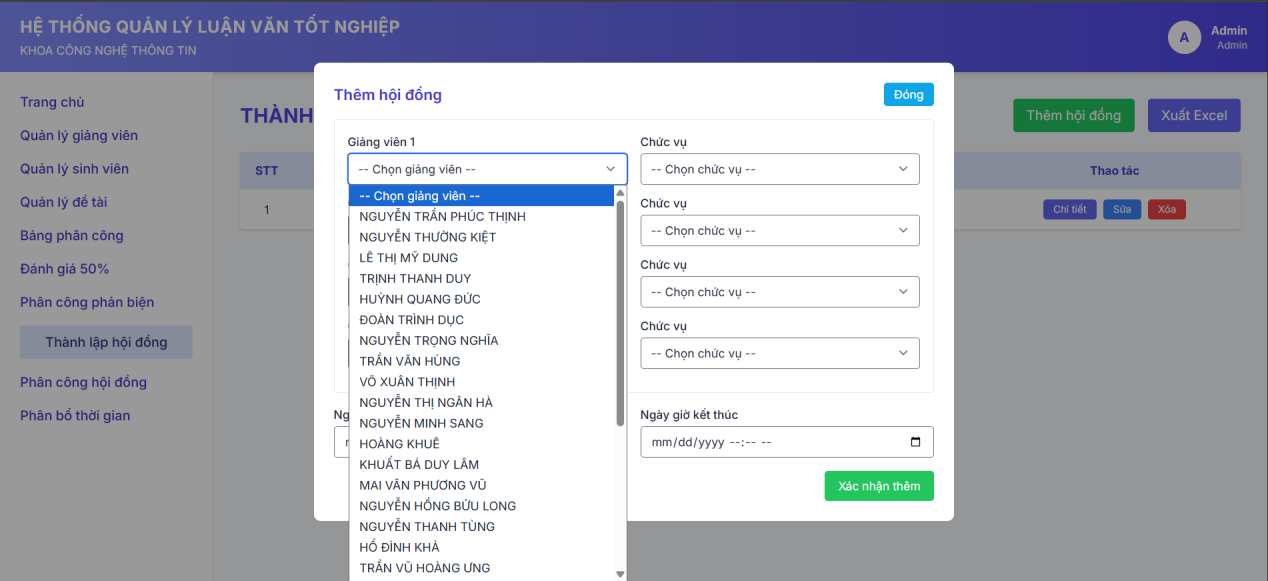 HỆ THỐNG QUẢN LÝ LUẬN VĂN TỐT NGHIỆP
KHOA CÔNG NGHỆ THÔNG TIN
A
Admin
Admin
Trang chủ
Quản lý giảng viên
Quản lý sinh viên
Quản lý đề tài
Bảng phân công
Đánh giá 50%
Phân công phản biện
Thành lập hội đồng
Phân công hội đồng
Phân bổ thời gian
THÀNH
Thêm hội đồng
Xuất Excel
STT
Thao tác
1
Chi tiết
Sửa
Xóa
Thêm hội đồng
Đóng
Giảng viên 1
Chức vụ
-- Chọn giảng viên --
-- Chọn chức vụ --
-- Chọn giảng viên --
NGUYỄN TRẦN PHÚC THỊNH
NGUYỄN THƯỜNG KIỆT
LÊ THỊ MỸ DUNG
TRỊNH THANH DUY
HUỲNH QUANG ĐỨC
ĐOÀN TRÌNH DỤC
NGUYỄN TRỌNG NGHĨA
TRẦN VĂN HÙNG
VÕ XUÂN THỊNH
NGUYỄN THỊ NGÂN HÀ
NGUYỄN MINH SANG
HOÀNG KHUÊ
KHUẤT BÁ DUY LÂM
MAI VÂN PHƯƠNG VŨ
NGUYỄN HỒNG BỬU LONG
NGUYỄN THANH TÙNG
HỒ ĐÌNH KHẢ
TRẦN VŨ HOÀNG ƯNG
Chức vụ
-- Chọn chức vụ --
Chức vụ
-- Chọn chức vụ --
Chức vụ
-- Chọn chức vụ --
Ng
Ngày giờ kết thúc
mm/dd/yyyy --:-- --
Xác nhận thêm